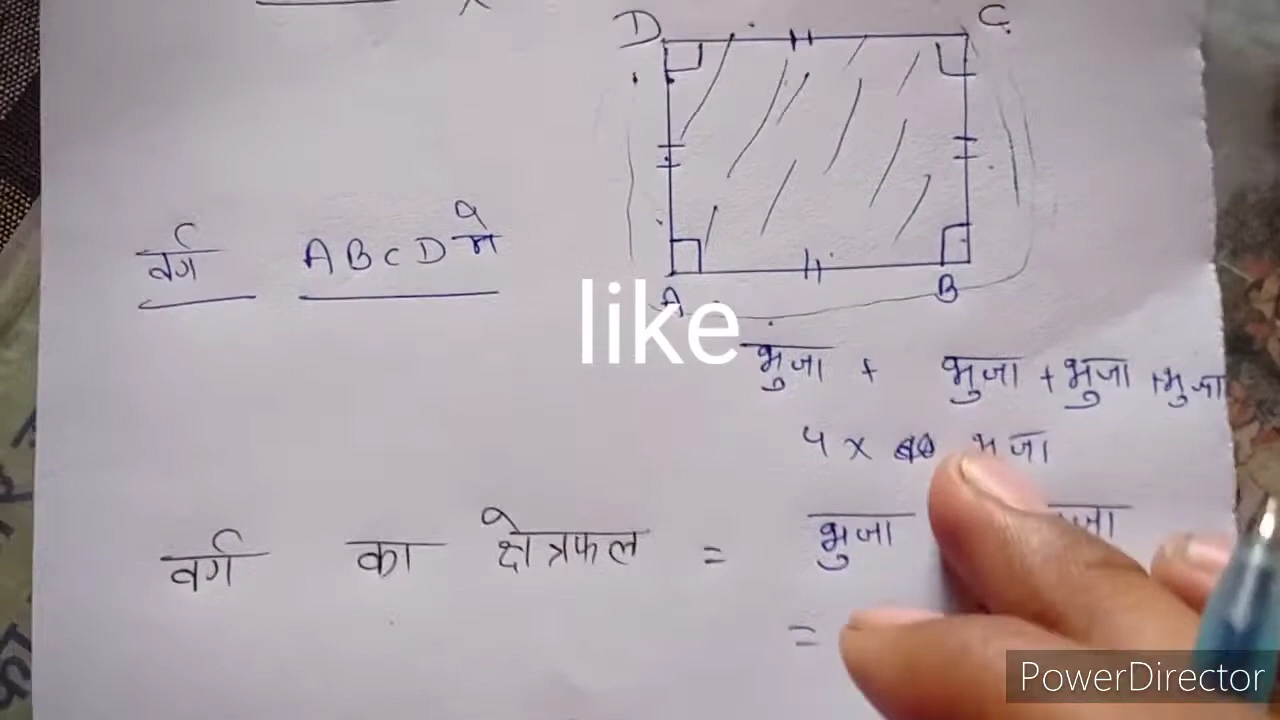 D C
वर्ग ABCD मे
A B
like
भुजा + भुजा + भुजा + भुजा
4 x भुजा
वर्ग का क्षेत्रफल = भुजा
=
PowerDirector